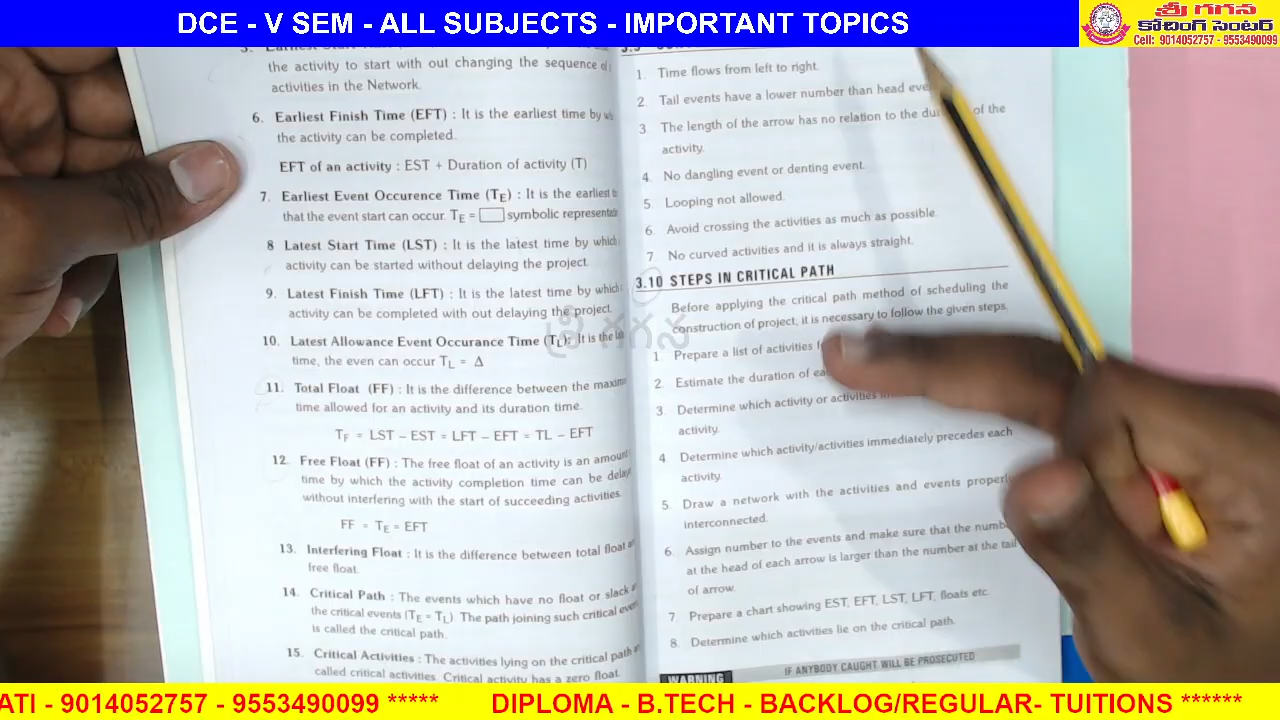 DCE - V SEM - ALL SUBJECTS - IMPORTANT TOPICS
శ్రీ గగన
కోచింగ్ సెంటర్
Cell: 9014052757 - 9553490099
the activity to start with out changing the sequence
activities in the Network.
6. Earliest Finish Time (EFT) : It is the earliest time by
the activity can be completed.
EFT of an activity : EST + Duration of activity (T)
7. Earliest Event Occurence Time (TE) : It is the earliest
that the event start can occur. TE = symbolic
8 Latest Start Time (LST) : It is the latest time by which
activity can be started without delaying the project.
9. Latest Finish Time (LFT) : It is the latest time by which
activity can be completed with out delaying the project.
10. Latest Allowance Event Occurance Time (TL): It is the
time, the even can occur TL = Δ
11. Total Float (FF) : It is the difference between the
time allowed for an activity and its duration time.
TF = LST – EST = LFT – EFT = TL – EFT
12. Free Float (FF) : The free float of an activity is an
time by which the activity completion time can be
without interfering with the start of succeeding activities.
FF = TE = EFT
13. Interfering Float : It is the difference between total float
free float.
14. Critical Path : The events which have no float or slack
the critical events (TE = TL) The path joining such critical
is called the critical path.
15. Critical Activities : The activities lying on the critical path
called critical activities. Critical activity has a zero float.
1. Time flows from left to right.
2. Tail events have a lower number than head
3 The length of the arrow has no relation to the of the
activity.
4. No dangling event or denting event.
5. Looping not allowed.
6. Avoid crossing the activities as much as possible.
7 No curved activities and it is always straight.
3.10 STEPS IN CRITICAL PATH
Before applying the critical path method of scheduling the
construction of project, it is necessary to follow the given steps.
1. Prepare a list of activities
2. Estimate the duration of
3. Determine which activity or activities
activity.
4 Determine which activity/activities immediately precedes each
activity.
5. Draw a network with the activities and events properly
interconnected.
6. Assign number to the events and make sure that the
at the head of each arrow is larger than the number at the tail
of arrow.
7 Prepare a chart showing EST, EFT, LST, LFT, floats etc.
8. Determine which activities lie on the critical path.
WARNING IF ANYBODY CAUGHT WILL BE PROSECUTED
శ్రీ గగన
ATI - 9014052757 - 9553490099 ***** DIPLOMA - B.TECH - BACKLOG/REGULAR- TUITIONS ******